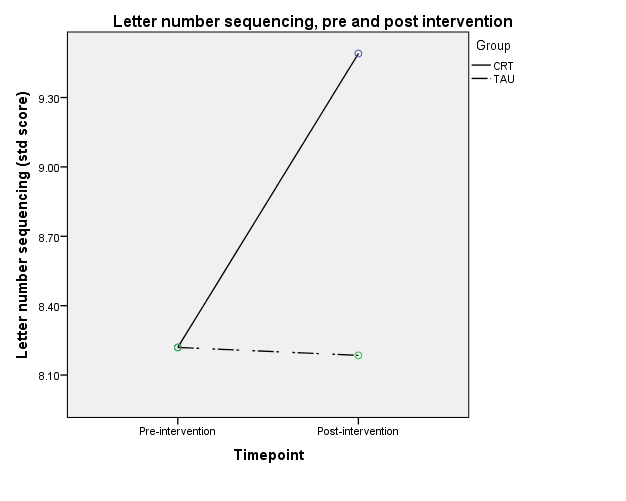 Letter number sequencing, pre and post intervention
Group
CRT
TAU
Letter number sequencing (std score)
9.30
9.00
8.70
8.40
8.10
Pre-intervention
Post-intervention
Timepoint